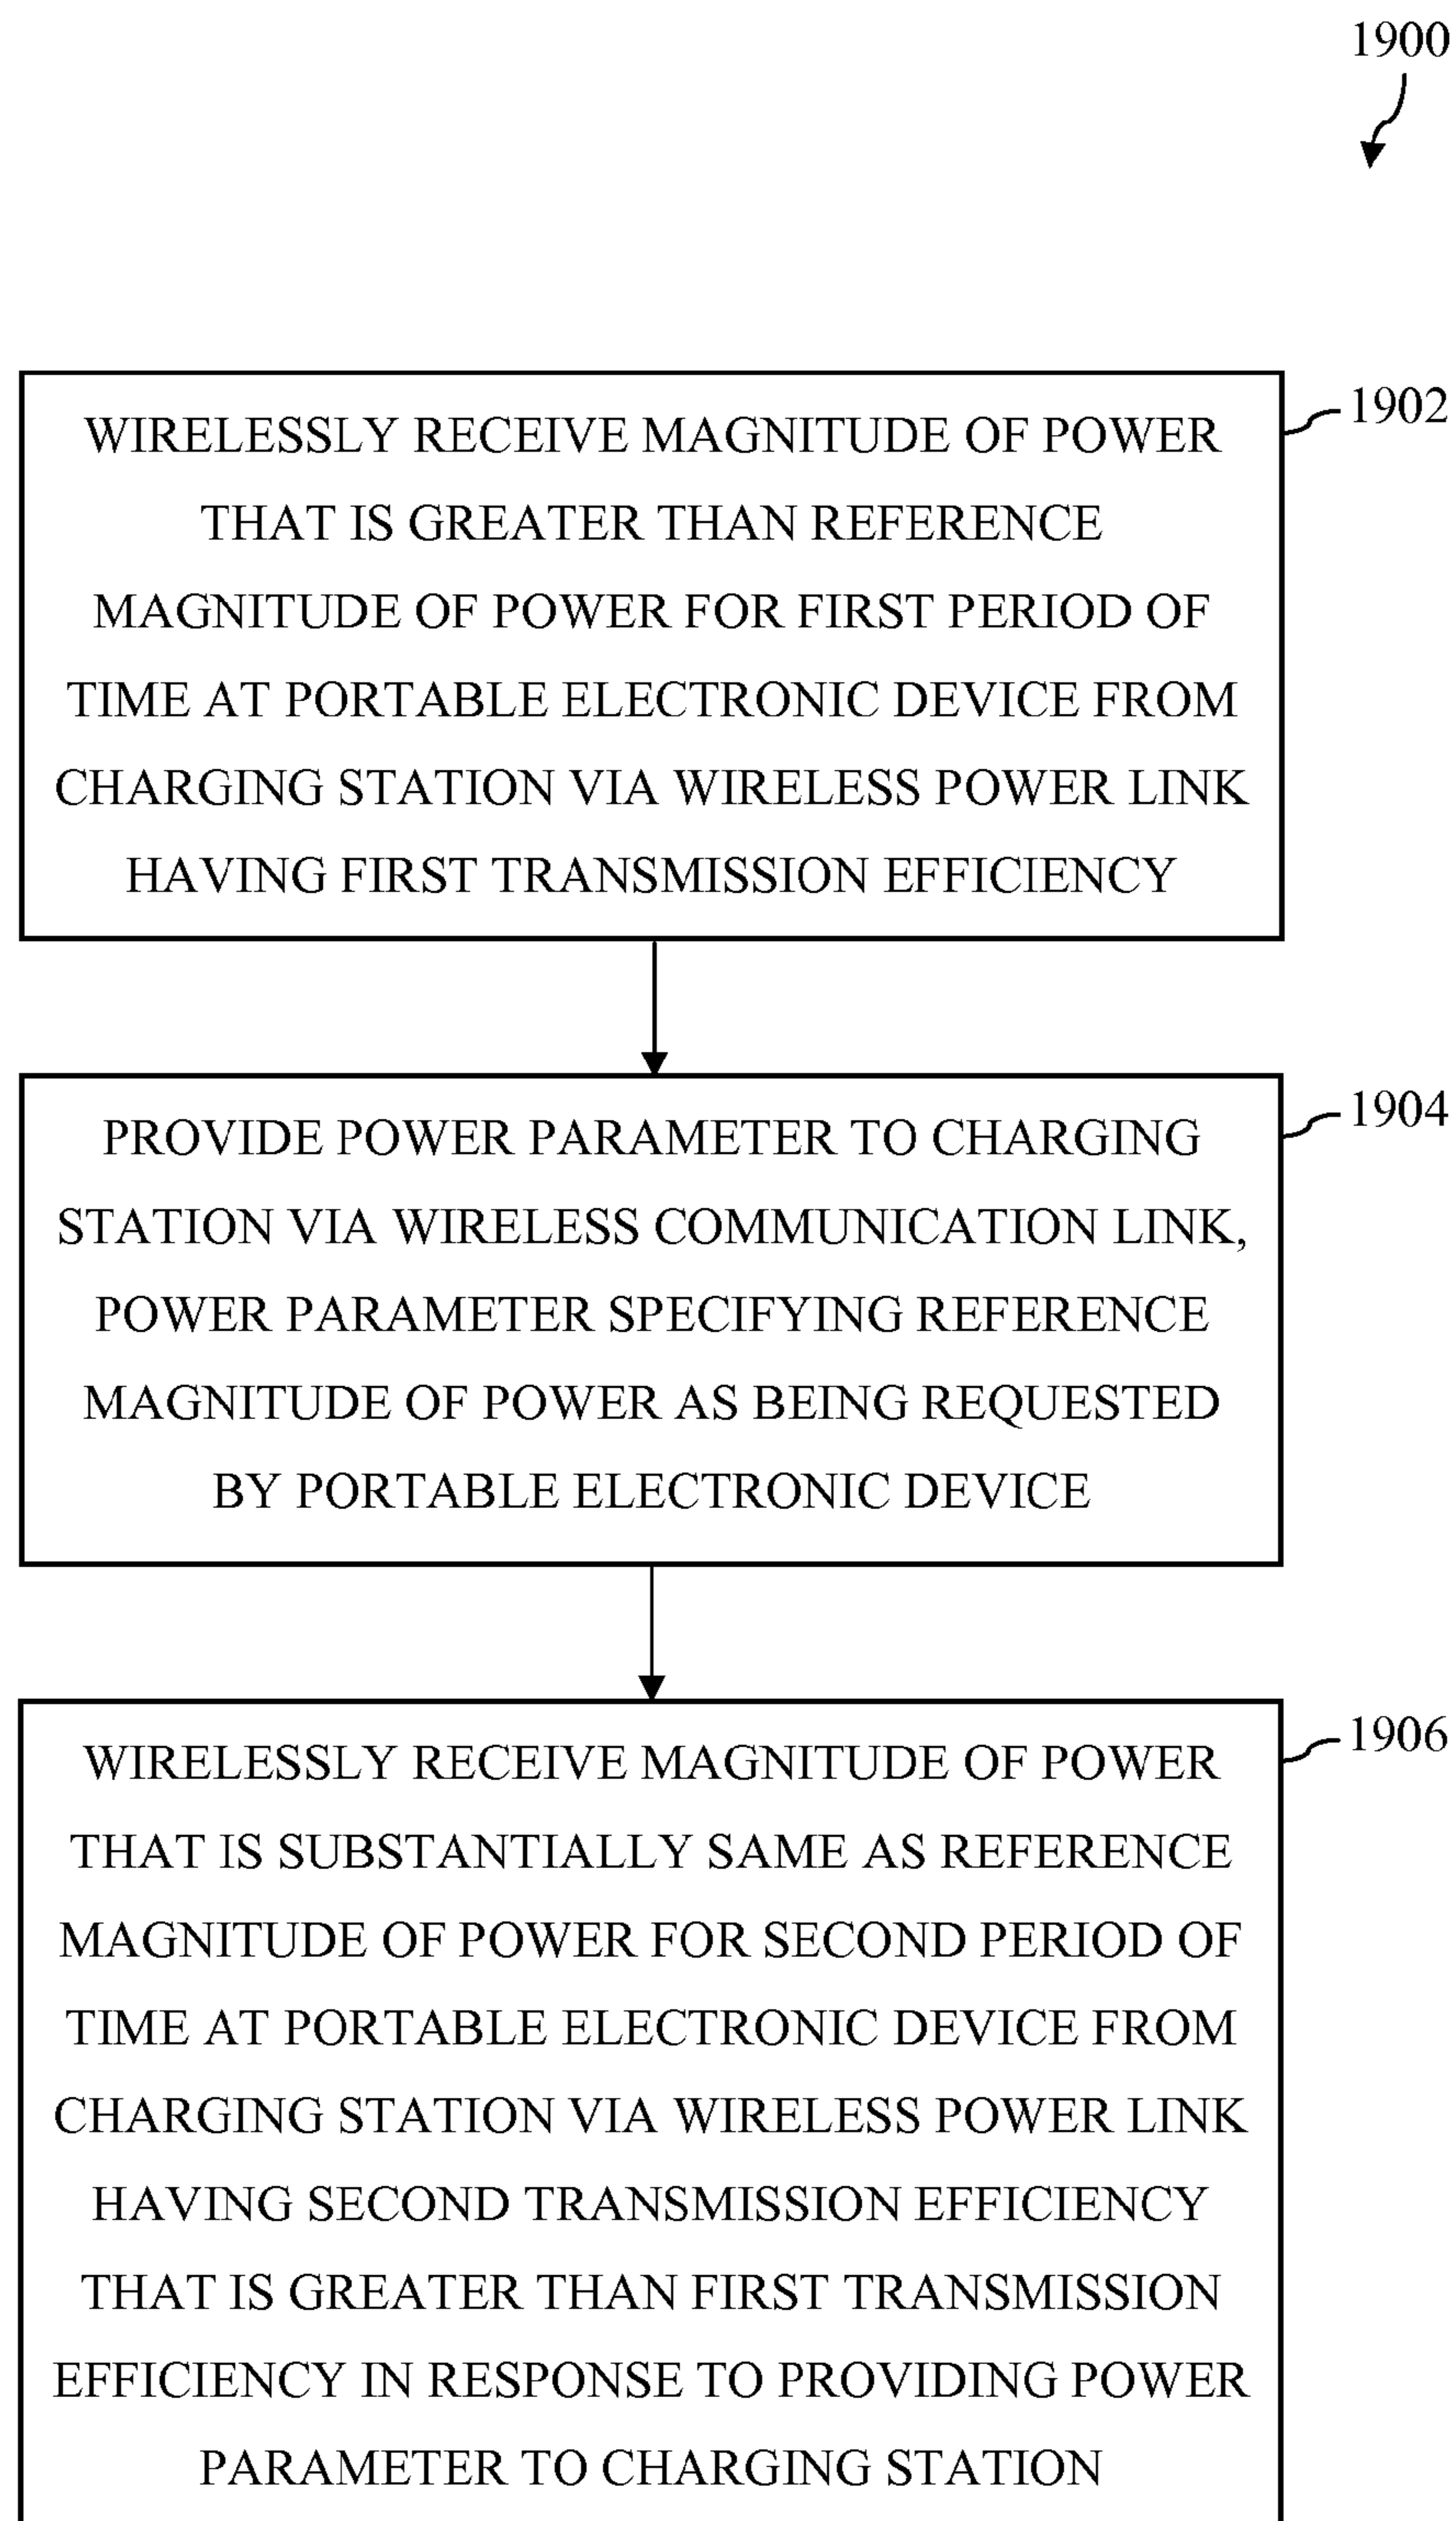 1900
WIRELESSLY RECEIVE MAGNITUDE OF POWER
THAT IS GREATER THAN REFERENCE
MAGNITUDE OF POWER FOR FIRST PERIOD OF
TIME AT PORTABLE ELECTRONIC DEVICE FROM
CHARGING STATION VIA WIRELESS POWER LINK
HAVING FIRST TRANSMISSION EFFICIENCY
1902
PROVIDE POWER PARAMETER TO CHARGING
STATION VIA WIRELESS COMMUNICATION LINK,
POWER PARAMETER SPECIFYING REFERENCE
MAGNITUDE OF POWER AS BEING REQUESTED
BY PORTABLE ELECTRONIC DEVICE
1904
WIRELESSLY RECEIVE MAGNITUDE OF POWER
THAT IS SUBSTANTIALLY SAME AS REFERENCE
MAGNITUDE OF POWER FOR SECOND PERIOD OF
TIME AT PORTABLE ELECTRONIC DEVICE FROM
CHARGING STATION VIA WIRELESS POWER LINK
HAVING SECOND TRANSMISSION EFFICIENCY
THAT IS GREATER THAN FIRST TRANSMISSION
EFFICIENCY IN RESPONSE TO PROVIDING POWER
PARAMETER TO CHARGING STATION
1906